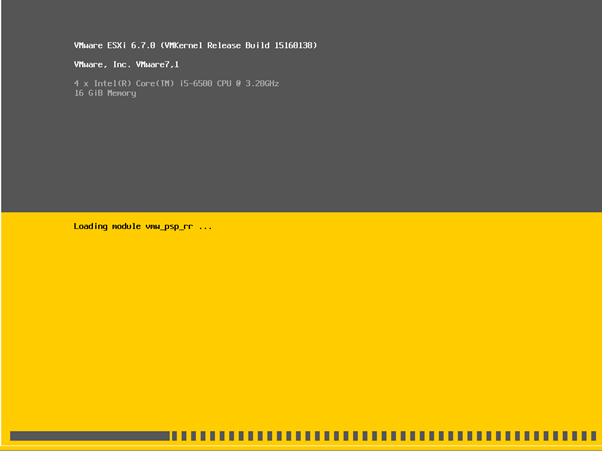 VMware ESXi 6.7.0 (VMKernel Release Build 15160138)
VMware, Inc. VMware7,1
4 x Intel(R) Core(TM) i5-6500 CPU @ 3.20GHz
16 GiB Memory
Loading module vmw_psp_rr ...